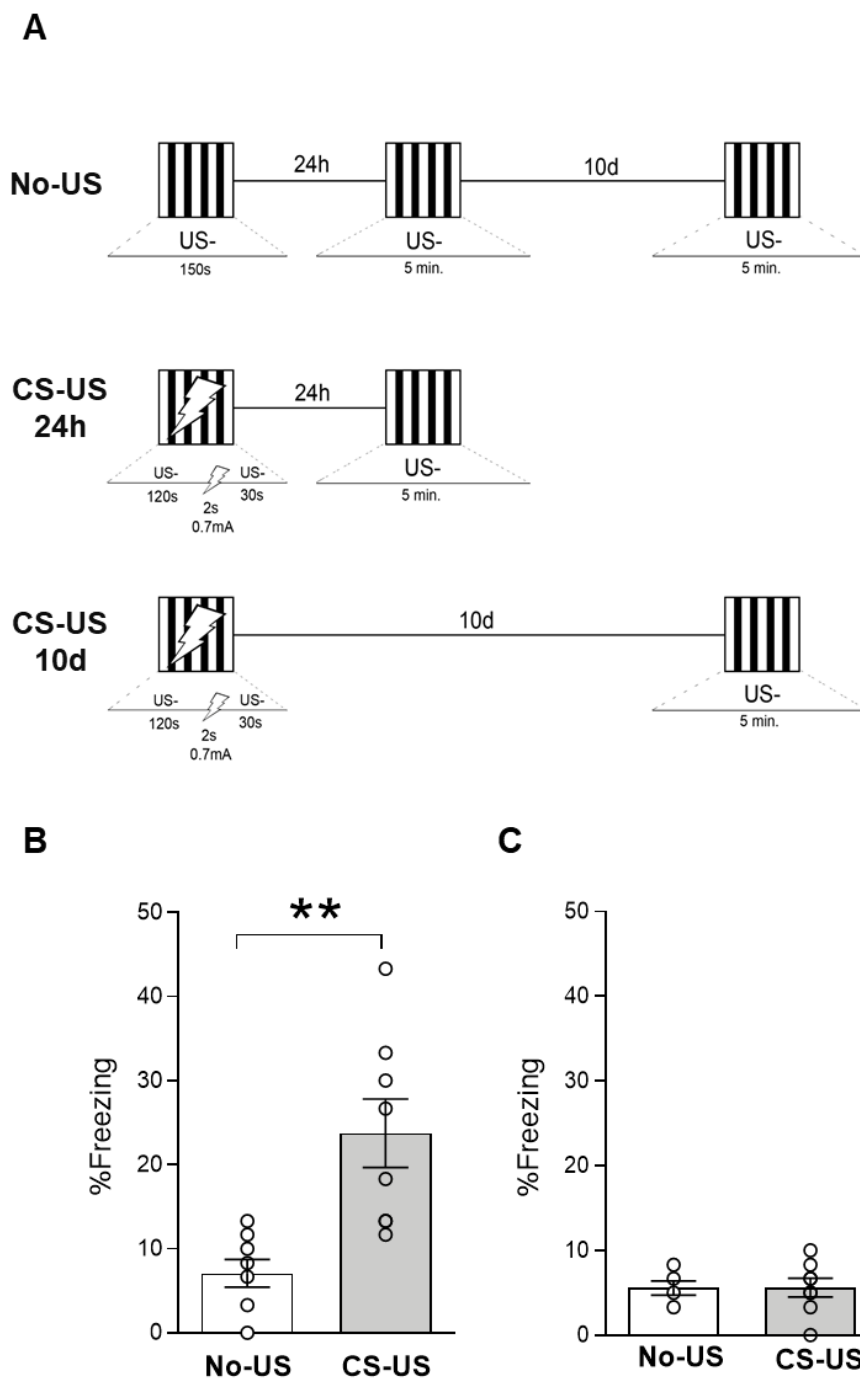 A
No-US
24h
10d
US-
150s
US-
5 min.
US-
5 min.
CS-US
24h
24h
US-
120s
2s
0.7mA
US-
30s
US-
5 min.
CS-US
10d
10d
US-
120s
2s
0.7mA
US-
30s
US-
5 min.
B
%Freezing
50
40
30
20
10
0
**
No-US
CS-US
C
%Freezing
50
40
30
20
10
0
No-US
CS-US